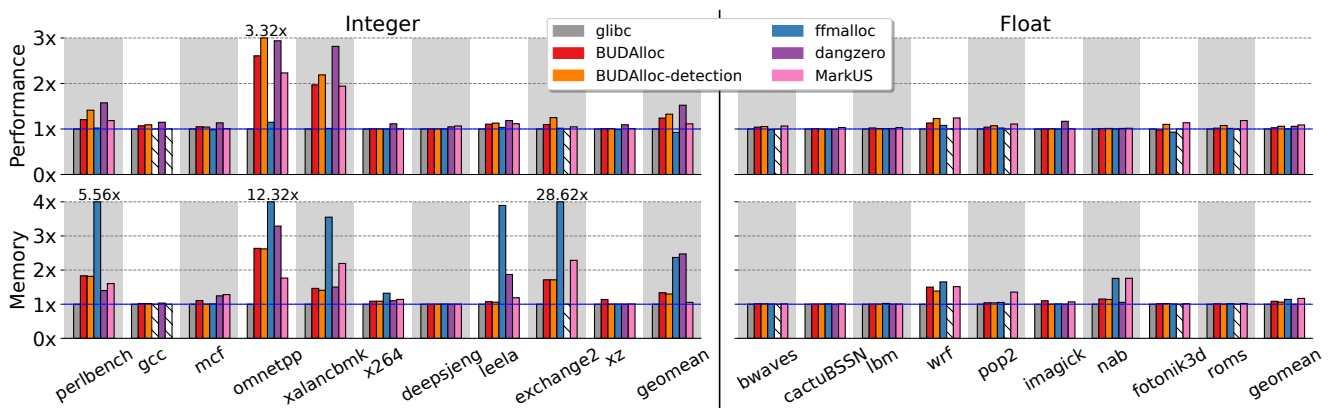 Integer
Float
glibc
BUDAlloc
BUDAlloc-detection
ffmalloc
dangzero
MarkUS
Performance
3x
2x
1x
0x
3.32x
Memory
4x
3x
2x
1x
0x
5.56x
12.32x
28.62x
perlbench
gcc
mcf
omnetpp
xalancbmk
x264
deepsjeng
leela
exchange2
xz
geomean
bwaves
cactuBSSN
lbm
wrf
pop2
imagick
nab
fotonik3d
roms
geomean